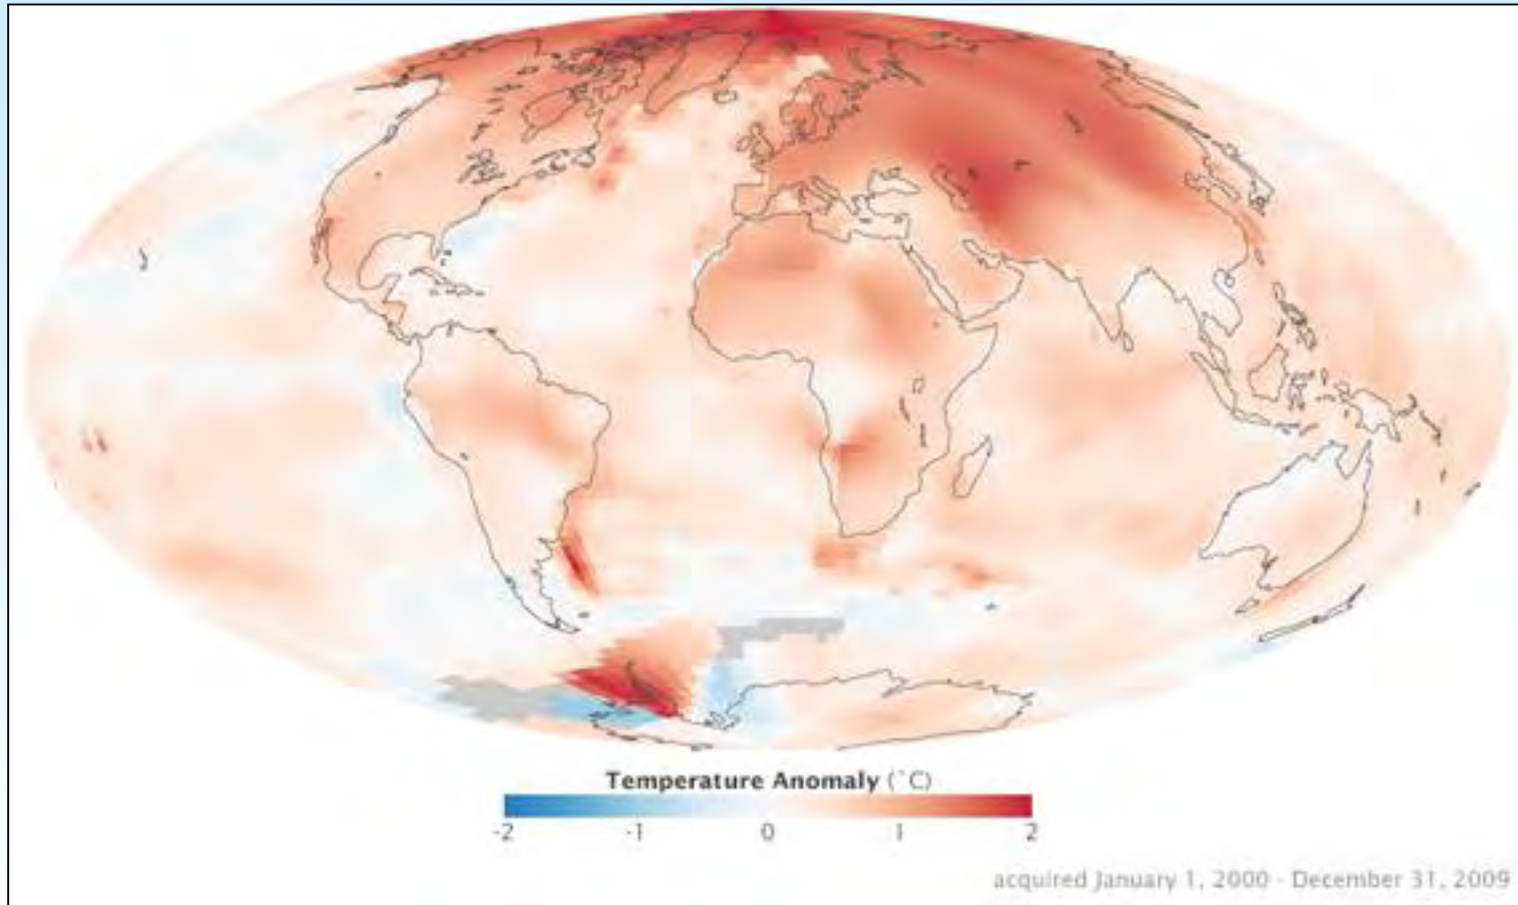 Temperature Anomaly (˚C)
-2 -1 0 1 2
acquired January 1, 2000 - December 31, 2009